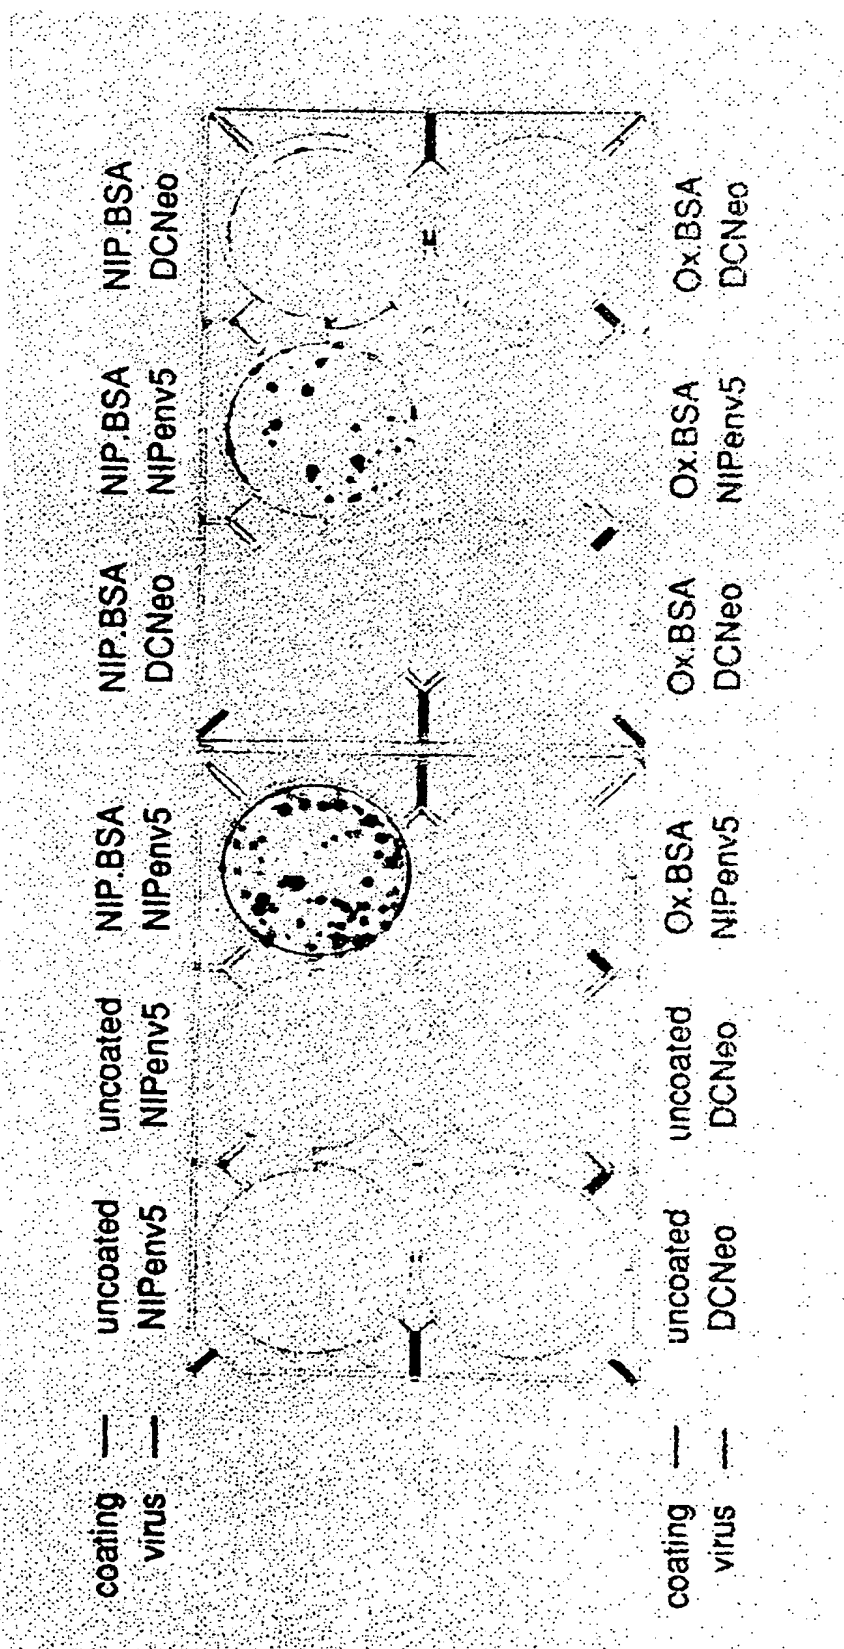 coating — uncoated uncoated NIP.BSA NIP.BSA NIP.BSA NIP.BSA
virus — NIPenv5 NIPenv5 NIPenv5 DCNeo NIPenv5 DCNeo
coating — uncoated uncoated Ox.BSA Ox.BSA Ox.BSA Ox.BSA
virus — DCNeo DCNeo NIPenv5 DCNeo NIPenv5 DCNeo